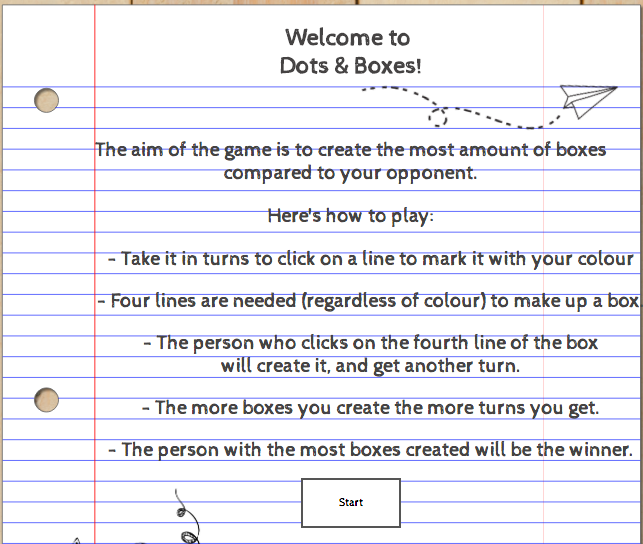 Welcome to
Dots & Boxes!
The aim of the game is to create the most amount of boxes
compared to your opponent.
Here's how to play:
- Take it in turns to click on a line to mark it with your colour
- Four lines are needed (regardless of colour) to make up a box.
- The person who clicks on the fourth line of the box
will create it, and get another turn.
- The more boxes you create the more turns you get.
- The person with the most boxes created will be the winner.
Start